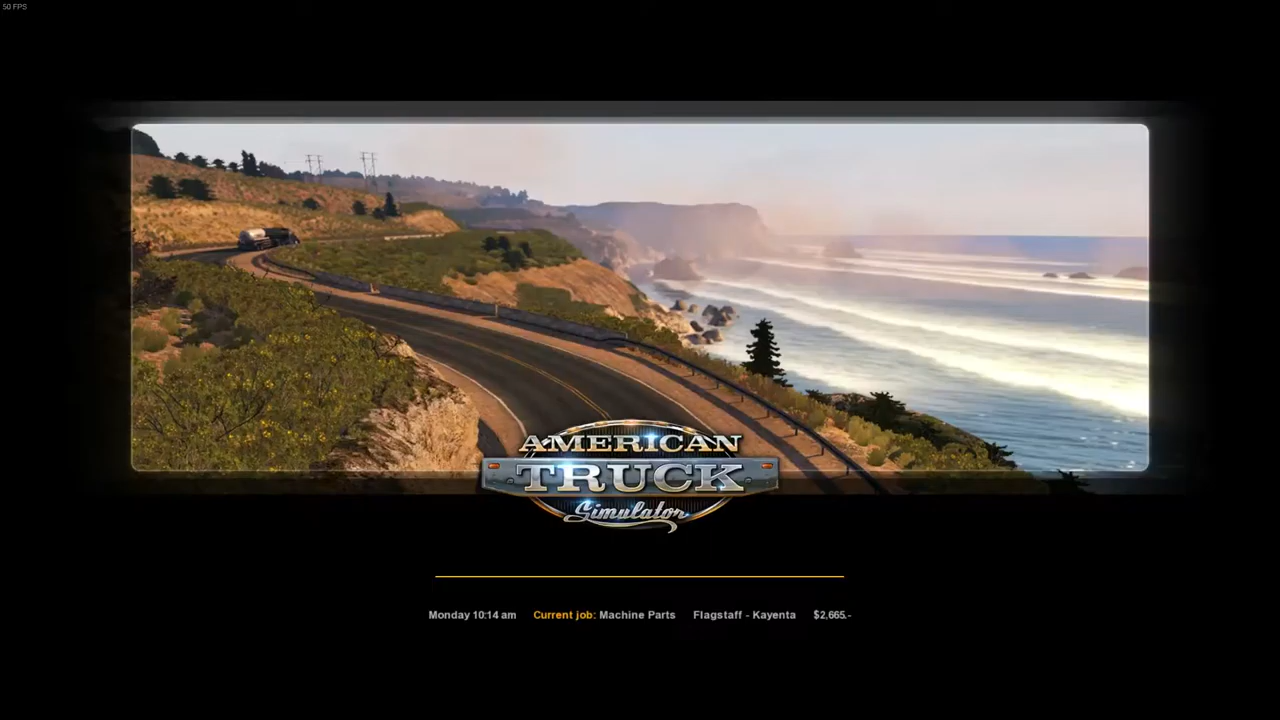 50 FPS
AMERICAN
TRUCK
Simulator
Monday 10:14 am Current job: Machine Parts Flagstaff - Kayenta $2,665.-